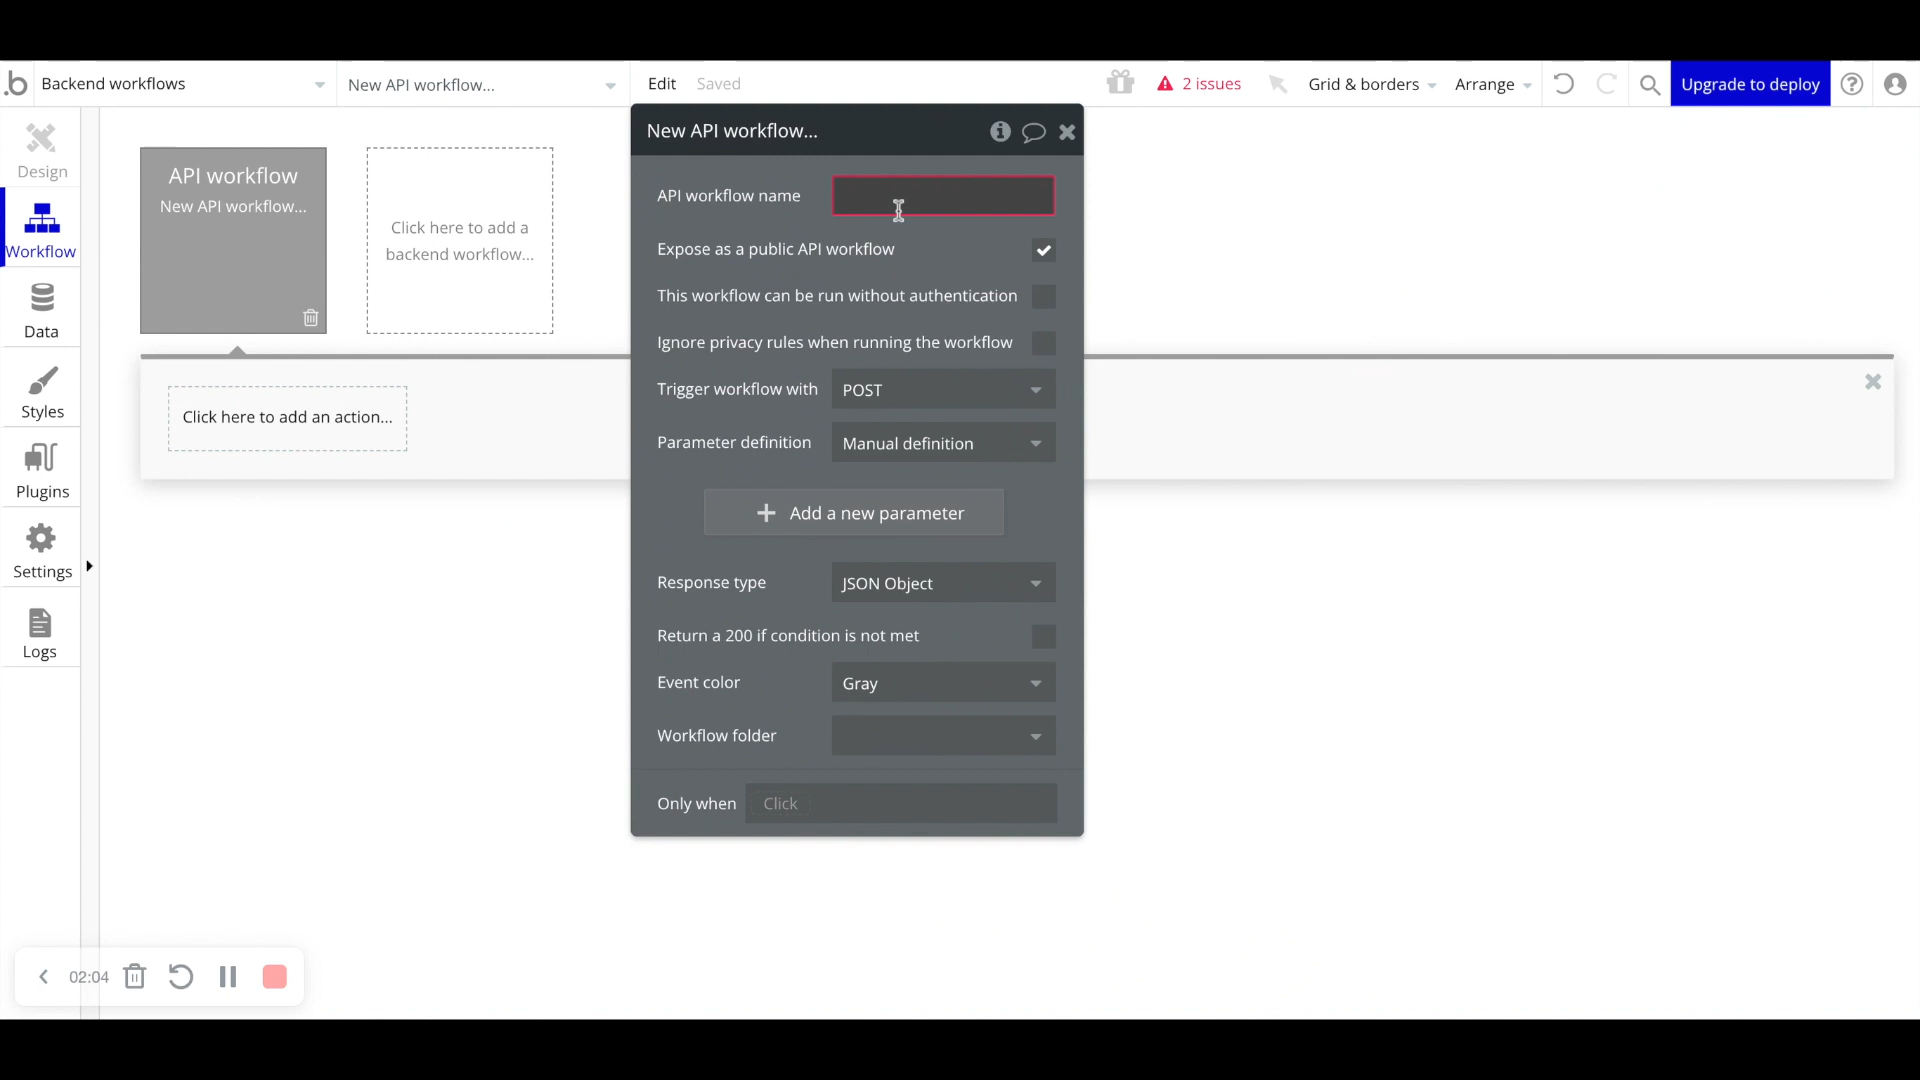 .b
Backend workflows
New API workflow...
Edit
Saved
2 issues
Grid & borders
Arrange
Upgrade to deploy
Design
Workflow
Data
Styles
Plugins
Settings
Logs
API workflow
New API workflow...
Click here to add a
backend workflow...
Click here to add an action...
New API workflow...
API workflow name
Expose as a public API workflow
This workflow can be run without authentication
Ignore privacy rules when running the workflow
Trigger workflow with POST
Parameter definition Manual definition
+ Add a new parameter
Response type JSON Object
Return a 200 if condition is not met
Event color Gray
Workflow folder
Only when Click
02:04